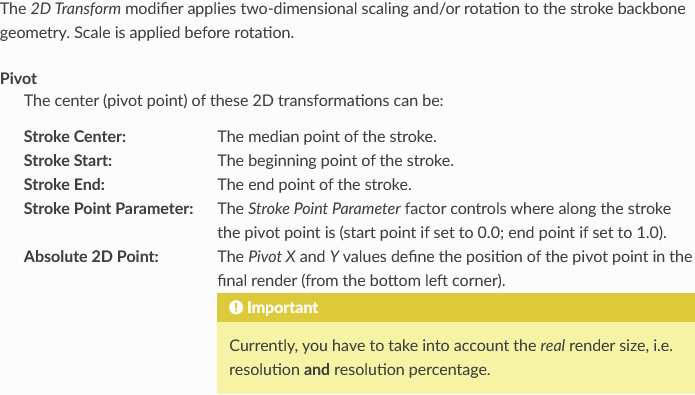 The 2D Transform modifier applies two-dimensional scaling and/or rotation to the stroke backbone
geometry. Scale is applied before rotation.
Pivot
The center (pivot point) of these 2D transformations can be:
Stroke Center: The median point of the stroke.
Stroke Start: The beginning point of the stroke.
Stroke End: The end point of the stroke.
Stroke Point Parameter: The Stroke Point Parameter factor controls where along the stroke
the pivot point is (start point if set to 0.0; end point if set to 1.0).
Absolute 2D Point: The Pivot X and Y values define the position of the pivot point in the
final render (from the bottom left corner).
Important
Currently, you have to take into account the real render size, i.e.
resolution and resolution percentage.